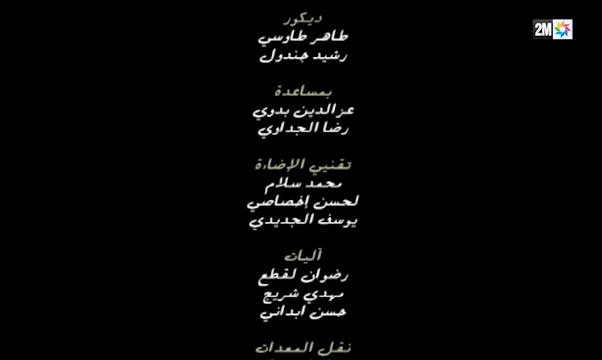 2M
ديكور
طاهر طاوسي
رشيد جندول
بمساعدة
عزالدين بدوي
رضا الجداوي
تقنيي الإضاءة
محمد سلام
لحسن إخصاصي
يوسف الجديدي
آليات
رضوان لقطع
مهدي شريج
حسن ابداني
نقل المعدات